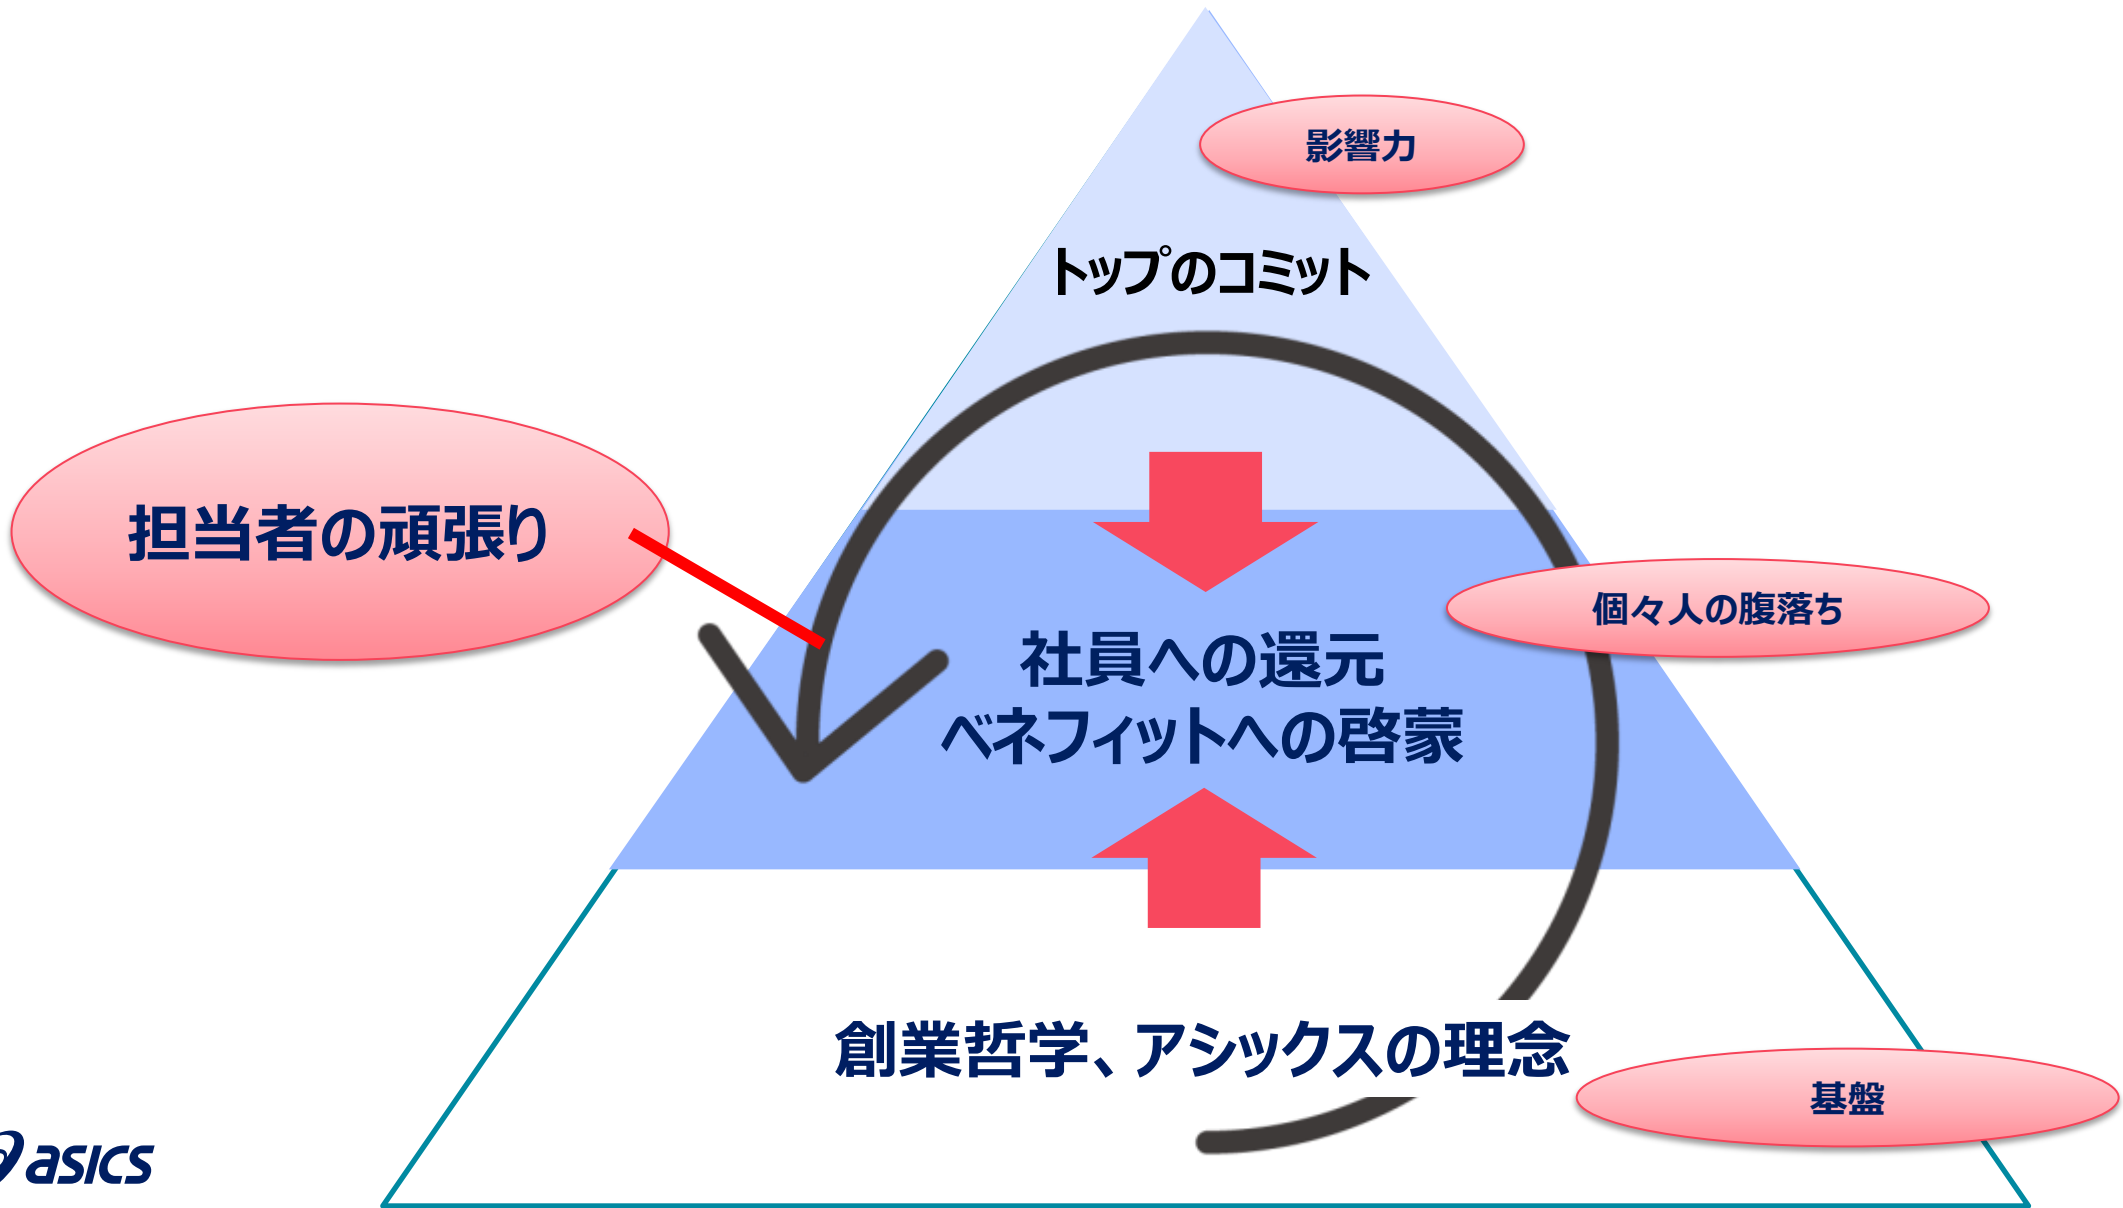 影響力
トップのコミット
担当者の頑張り
個々人の腹落ち
社員への還元
ベネフィットへの啓蒙
創業哲学、アシックスの理念
基盤
asics